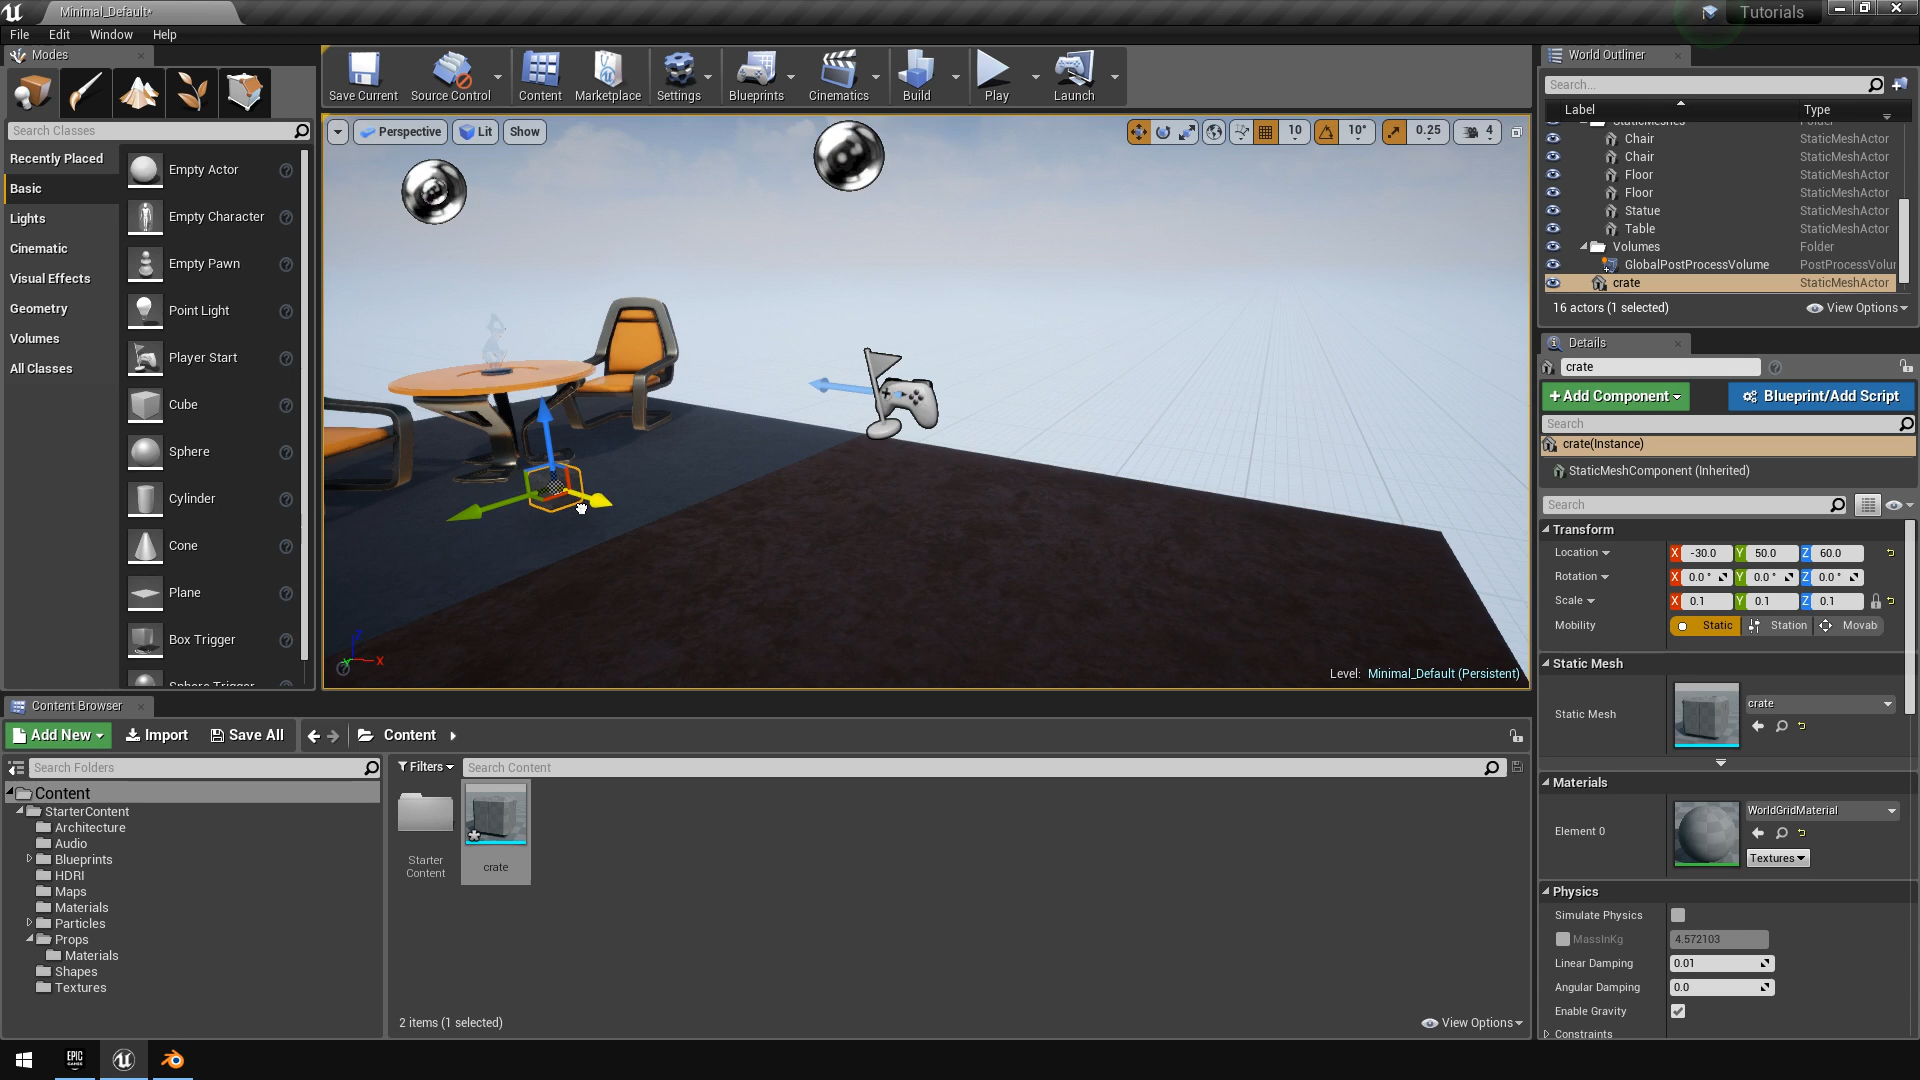 Minimal_Default*
Tutorials
File Edit Window Help
Modes
Search Classes
Recently Placed
Basic
Lights
Cinematic
Visual Effects
Geometry
Volumes
All Classes
Empty Actor
Empty Character
Empty Pawn
Point Light
Player Start
Cube
Sphere
Cylinder
Cone
Plane
Box Trigger
Sphere Trigger
Save Current Source Control Content Marketplace Settings Blueprints Cinematics Build Play Launch
Perspective Lit Show
10 10° 0.25 4
X
Z
Level: Minimal_Default (Persistent)
World Outliner
Search...
Label Type
StaticMeshes Folder
Chair StaticMeshActor
Chair StaticMeshActor
Floor StaticMeshActor
Floor StaticMeshActor
Statue StaticMeshActor
Table StaticMeshActor
Volumes Folder
GlobalPostProcessVolume PostProcessVolu
crate StaticMeshActor
16 actors (1 selected) View Options
Details
crate
+Add Component Blueprint/Add Script
Search
crate(Instance)
StaticMeshComponent (Inherited)
Search
Transform
Location X -30.0 Y 50.0 Z 60.0
Rotation X 0.0 ° Y 0.0 ° Z 0.0 °
Scale X 0.1 Y 0.1 Z 0.1
Mobility Static Station Movab
Static Mesh
Static Mesh crate
Materials
Element 0 WorldGridMaterial
Textures
Physics
Simulate Physics
MassInKg 4.572103
Linear Damping 0.01
Angular Damping 0.0
Enable Gravity
Constraints
Content Browser
Add New Import Save All Content
Search Folders
Content
StarterContent
Architecture
Audio
Blueprints
HDRI
Maps
Materials
Particles
Props
Materials
Shapes
Textures
Filters Search Content
Starter
Content
crate
2 items (1 selected) View Options
EPIC
GAMES